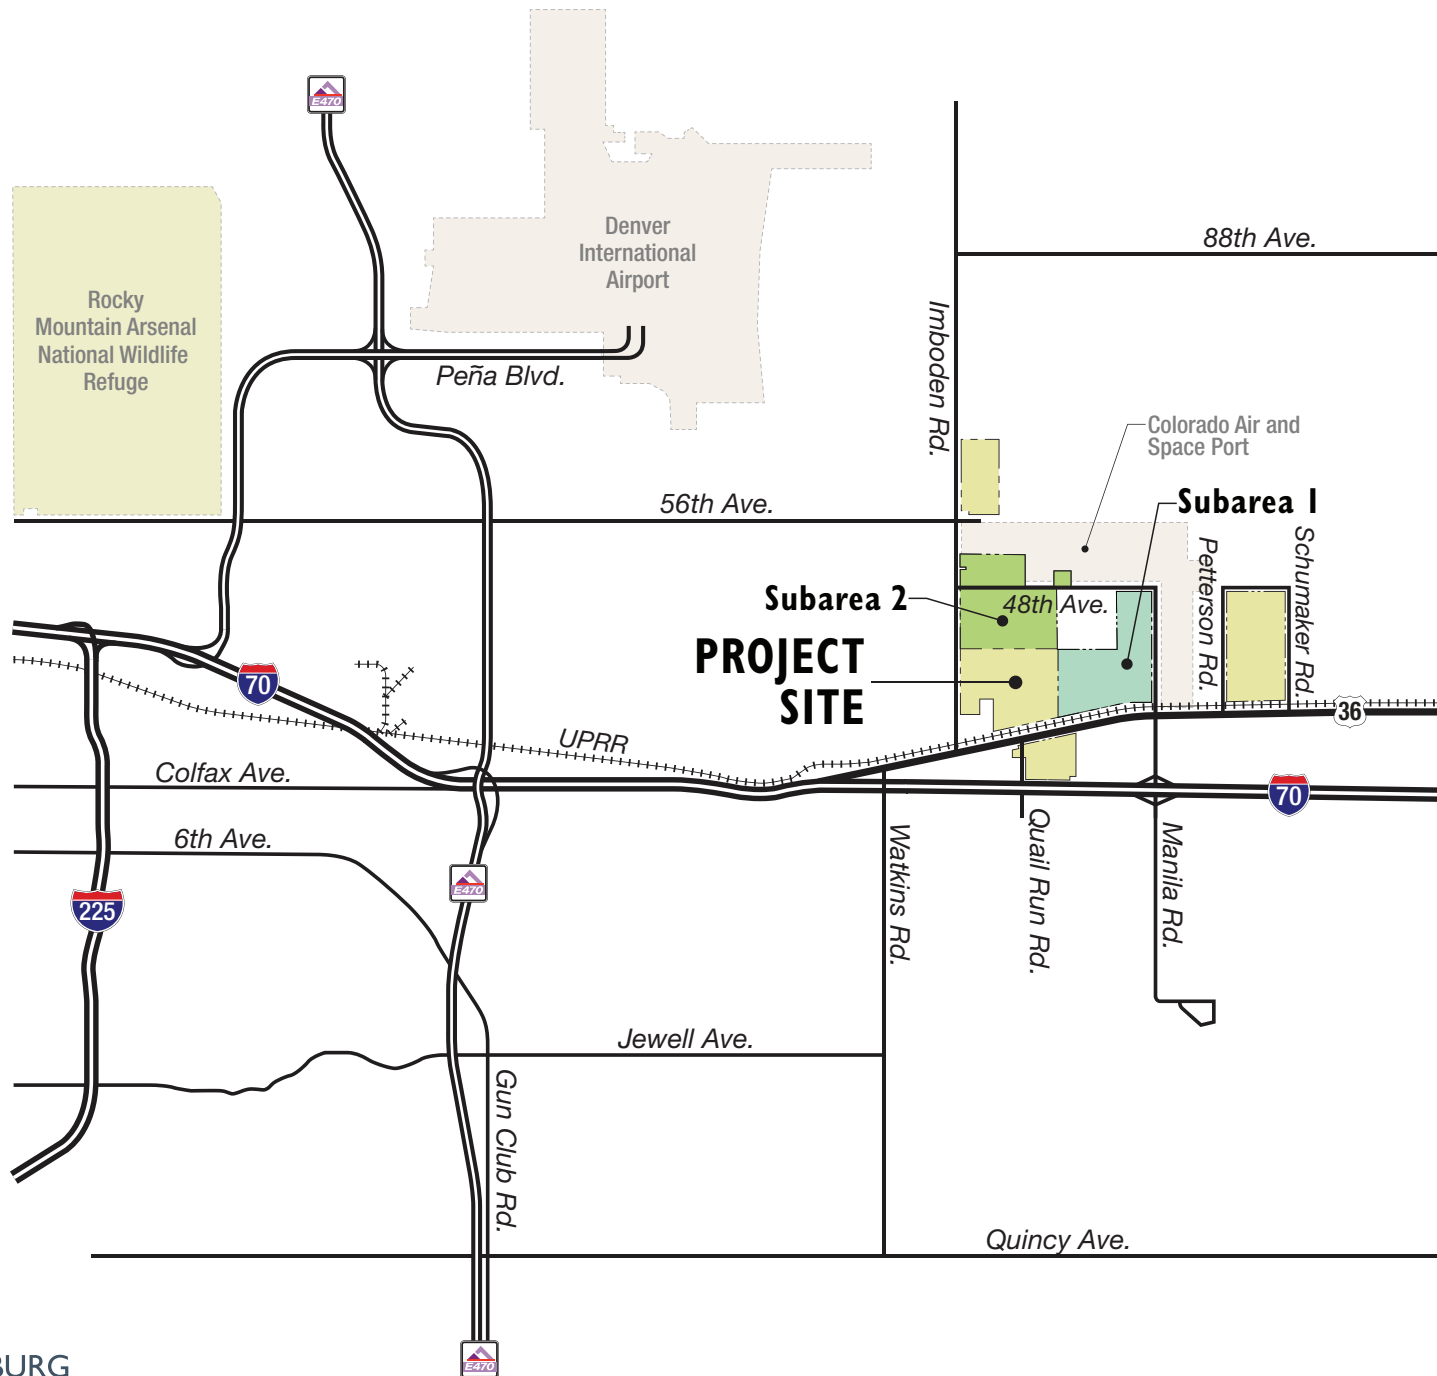 E470
Denver
International
Airport
88th Ave.
Rocky
Mountain Arsenal
National Wildlife
Refuge
Imboden Rd.
Peña Blvd.
Colorado Air and
Space Port
56th Ave.
Subarea 1
Petterson Rd.
Schumaker Rd.
Subarea 2
48th Ave.
PROJECT
SITE
70
36
UPRR
Colfax Ave.
70
6th Ave.
Watkins Rd.
Quail Run Rd.
Manila Rd.
E470
225
Jewell Ave.
Gun Club Rd.
Quincy Ave.
E470
BURG